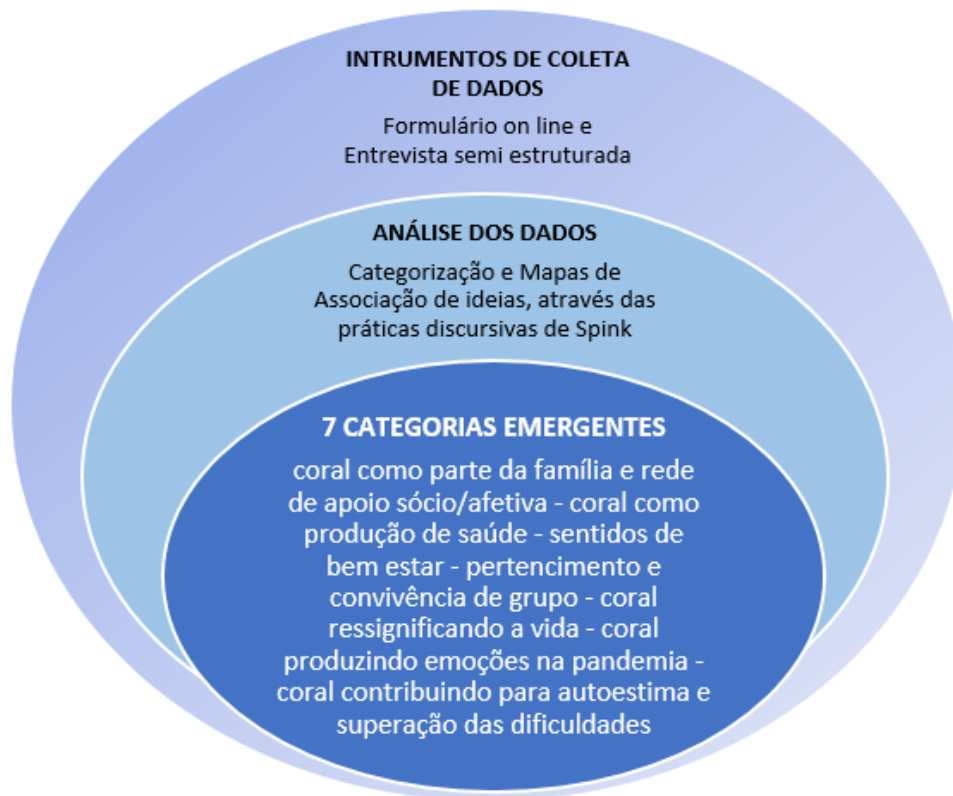 INTRUMENTOS DE COLETA
DE DADOS
Formulário on line e
Entrevista semi estruturada
ANÁLISE DOS DADOS
Categorização e Mapas de
Associação de ideias, através das
práticas discursivas de Spink
7 CATEGORIAS EMERGENTES
coral como parte da família e rede
de apoio sócio/afetiva - coral como
produção de saúde - sentidos de
bem estar - pertencimento e
convivência de grupo - coral
ressignificando a vida - coral
produzindo emoções na pandemia -
coral contribuindo para autoestima e
superação das dificuldades